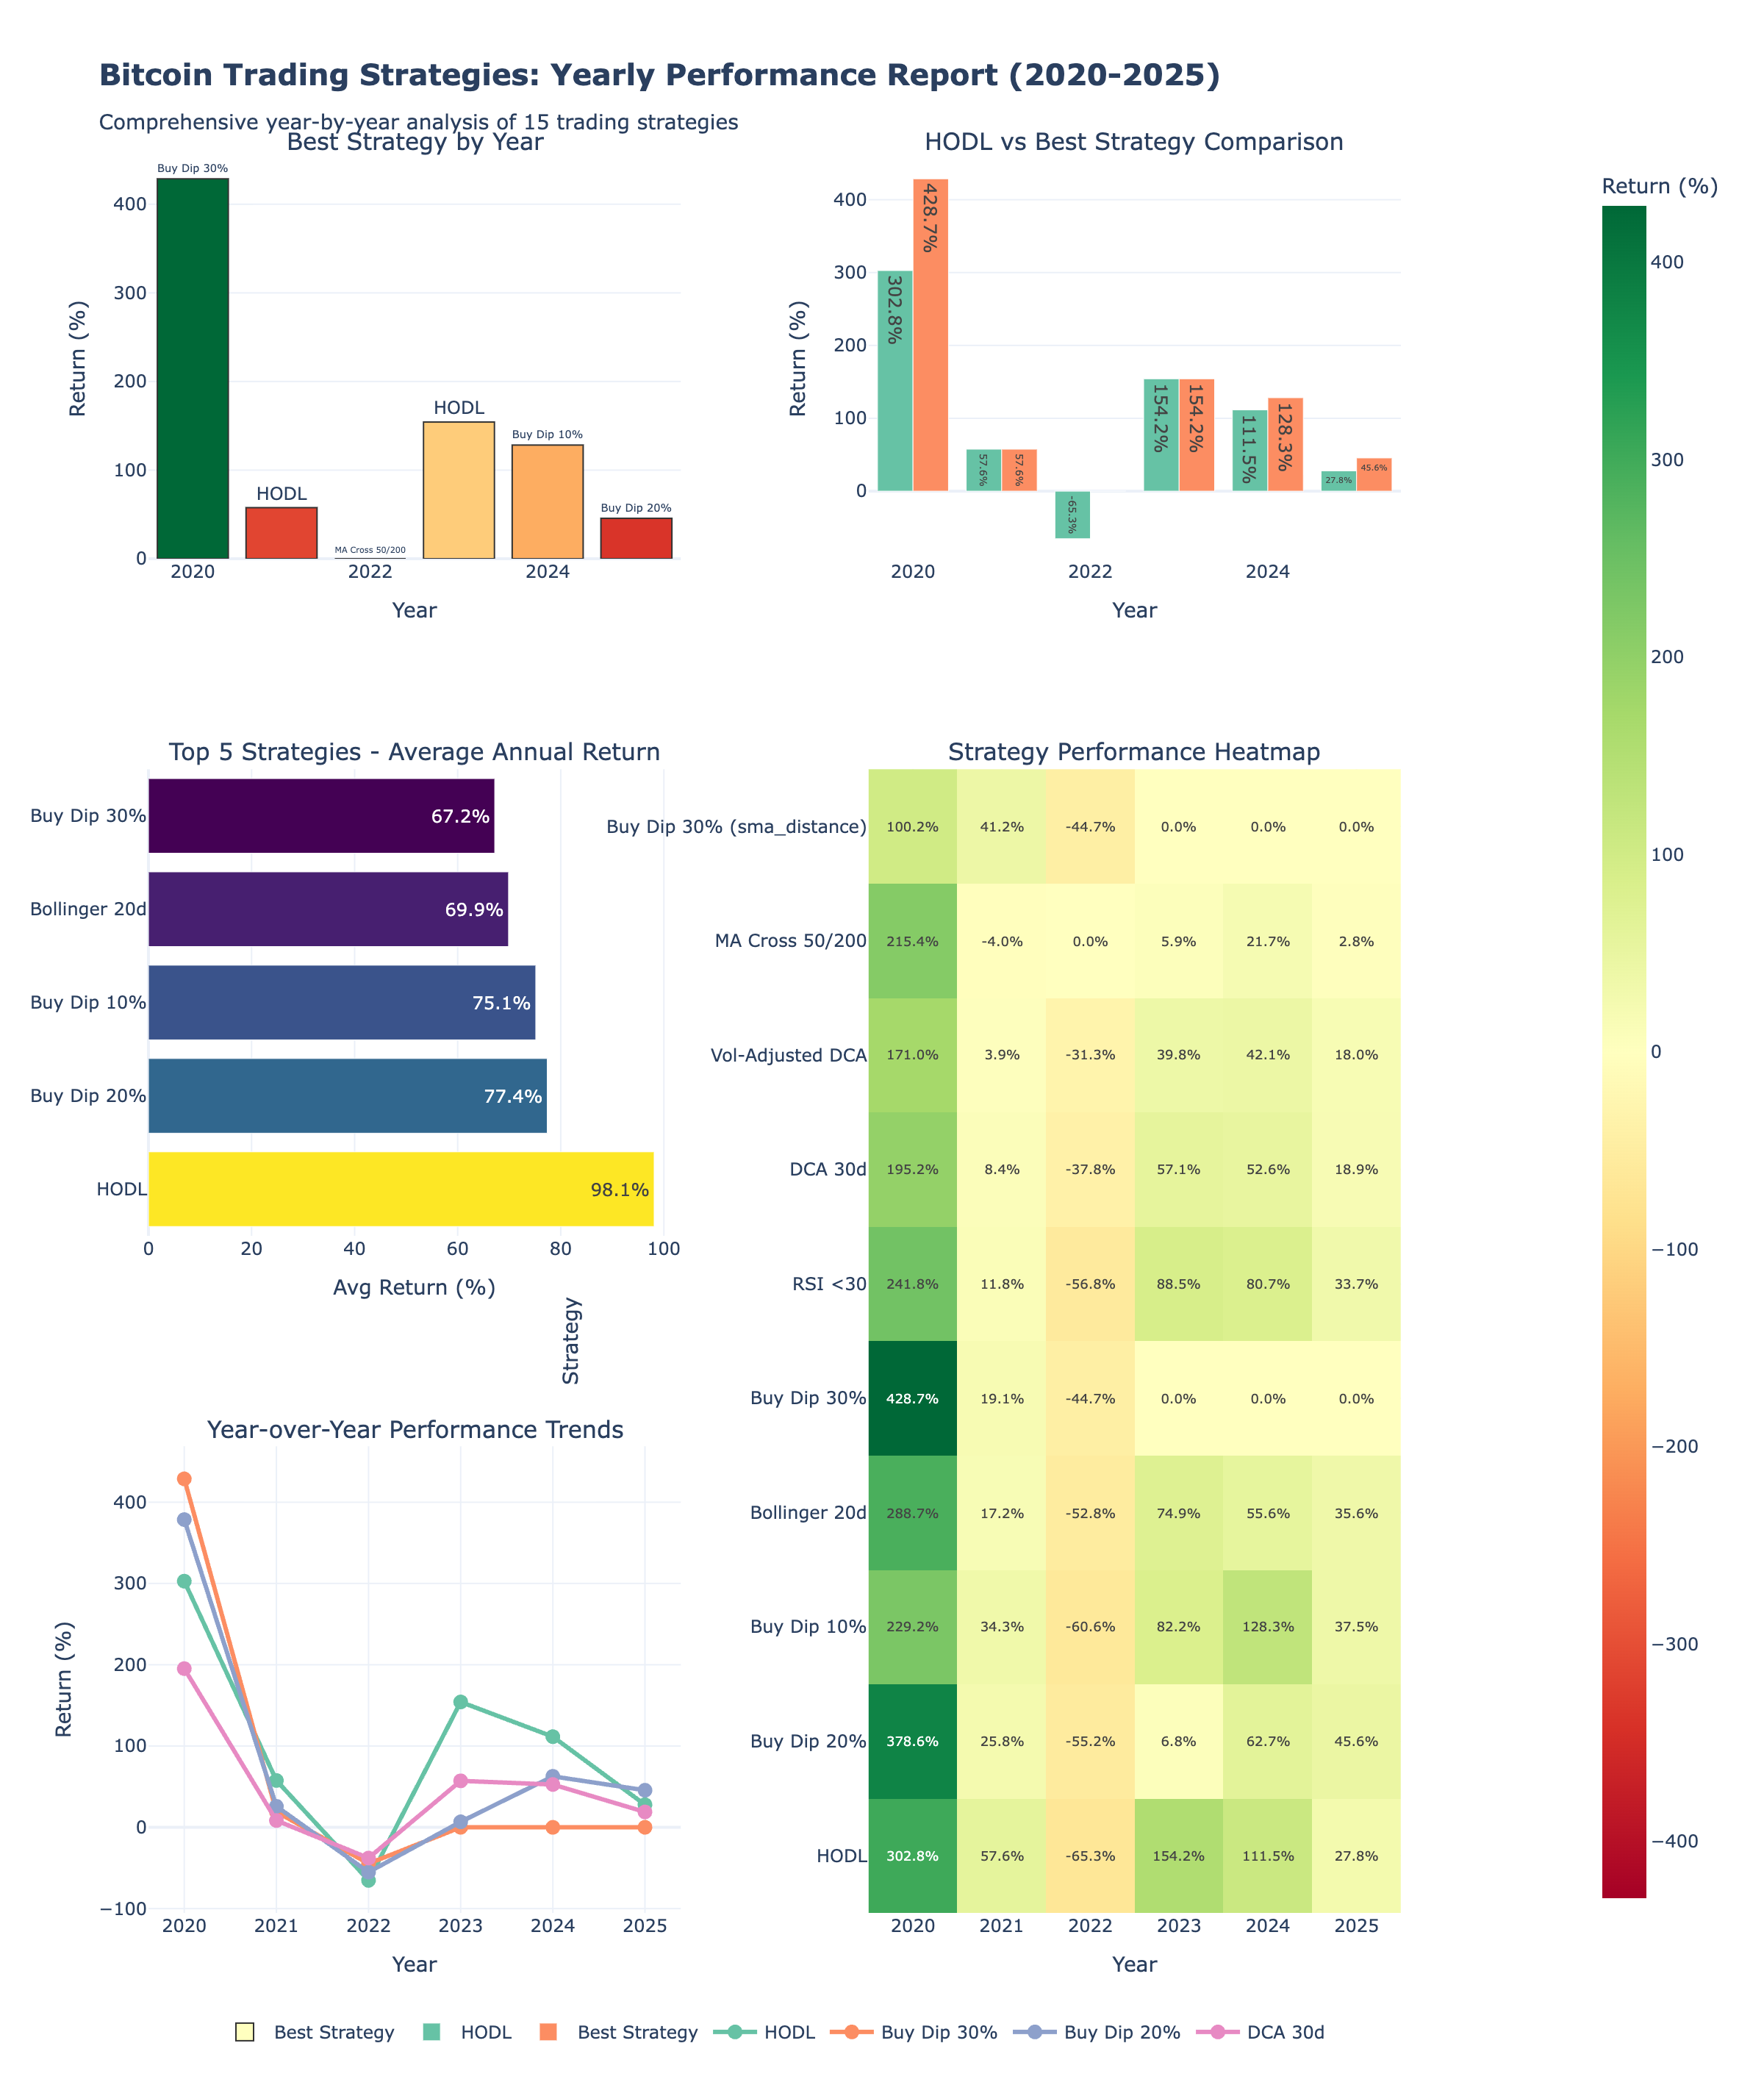 Bitcoin Trading Strategies: Yearly Performance Report (2020-2025)
Comprehensive year-by-year analysis of 15 trading strategies
Best Strategy by Year
Buy Dip 30%
HODL
MA Cross 50/200
HODL
Buy Dip 10%
Buy Dip 20%
Return (%)
400
300
200
100
0
2020
2022
2024
Year
HODL vs Best Strategy Comparison
Return (%)
400
300
200
100
0
302.8%
428.7%
57.6%
57.6%
-65.3%
154.2%
154.2%
111.5%
128.3%
27.8%
45.6%
2020
2022
2024
Year
Return (%)
400
300
200
100
0
−100
−200
−300
−400
Top 5 Strategies - Average Annual Return
Buy Dip 30%
67.2%
Bollinger 20d
69.9%
Buy Dip 10%
75.1%
Buy Dip 20%
77.4%
HODL
98.1%
0 20 40 60 80 100
Avg Return (%)
Strategy Performance Heatmap
Strategy
Buy Dip 30% (sma_distance) 100.2% 41.2% -44.7% 0.0% 0.0% 0.0%
MA Cross 50/200 215.4% -4.0% 0.0% 5.9% 21.7% 2.8%
Vol-Adjusted DCA 171.0% 3.9% -31.3% 39.8% 42.1% 18.0%
DCA 30d 195.2% 8.4% -37.8% 57.1% 52.6% 18.9%
RSI <30 241.8% 11.8% -56.8% 88.5% 80.7% 33.7%
Buy Dip 30% 428.7% 19.1% -44.7% 0.0% 0.0% 0.0%
Bollinger 20d 288.7% 17.2% -52.8% 74.9% 55.6% 35.6%
Buy Dip 10% 229.2% 34.3% -60.6% 82.2% 128.3% 37.5%
Buy Dip 20% 378.6% 25.8% -55.2% 6.8% 62.7% 45.6%
HODL 302.8% 57.6% -65.3% 154.2% 111.5% 27.8%
2020 2021 2022 2023 2024 2025
Year
Year-over-Year Performance Trends
Return (%)
400
300
200
100
0
−100
2020 2021 2022 2023 2024 2025
Year
Best Strategy HODL Best Strategy HODL Buy Dip 30% Buy Dip 20% DCA 30d